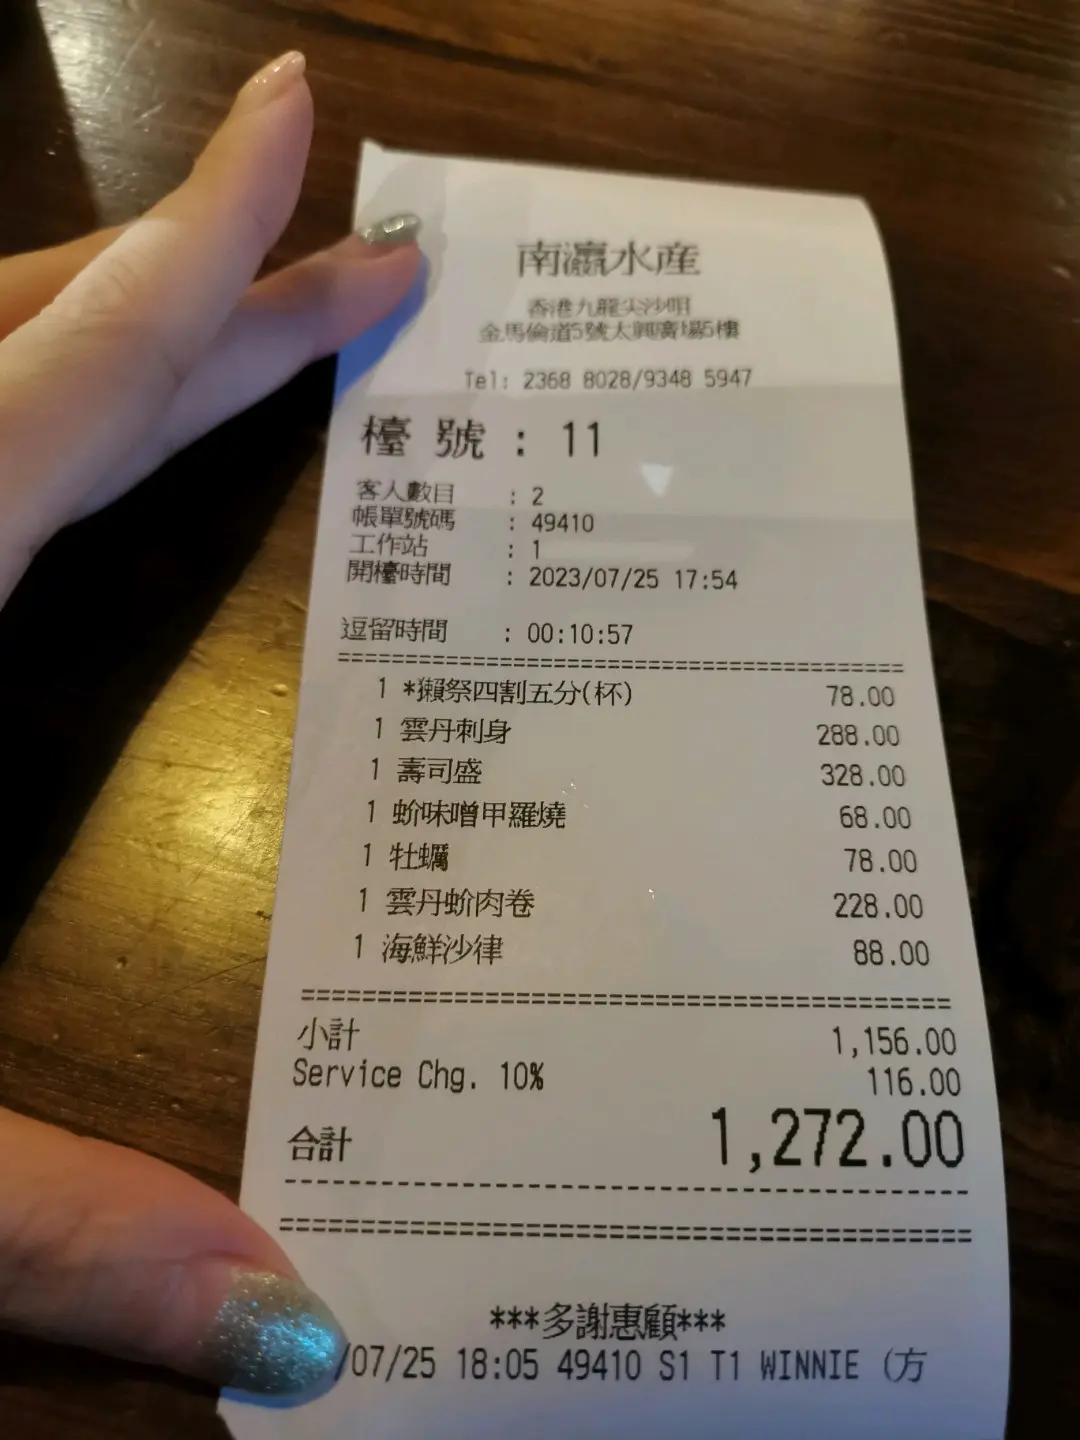 南瀛水産
香港九龍尖沙咀
金馬倫道5號太興廣場5樓
Tel: 2368 8028/9348 5947
檯 號 : 11
客人數目 : 2
帳單號碼 : 49410
工作站 : 1
開檯時間 : 2023/07/25 17:54
逗留時間 : 00:10:57
1 *獺祭四割五分(杯) 78.00
1 雲丹刺身 288.00
1 壽司盛 328.00
1 蚧味噌甲羅燒 68.00
1 牡蠣 78.00
1 雲丹蚧肉卷 228.00
1 海鮮沙律 88.00
小計 1,156.00
Service Chg. 10% 116.00
合計 1,272.00
***多謝惠顧***
/07/25 18:05 49410 S1 T1 WINNIE (方